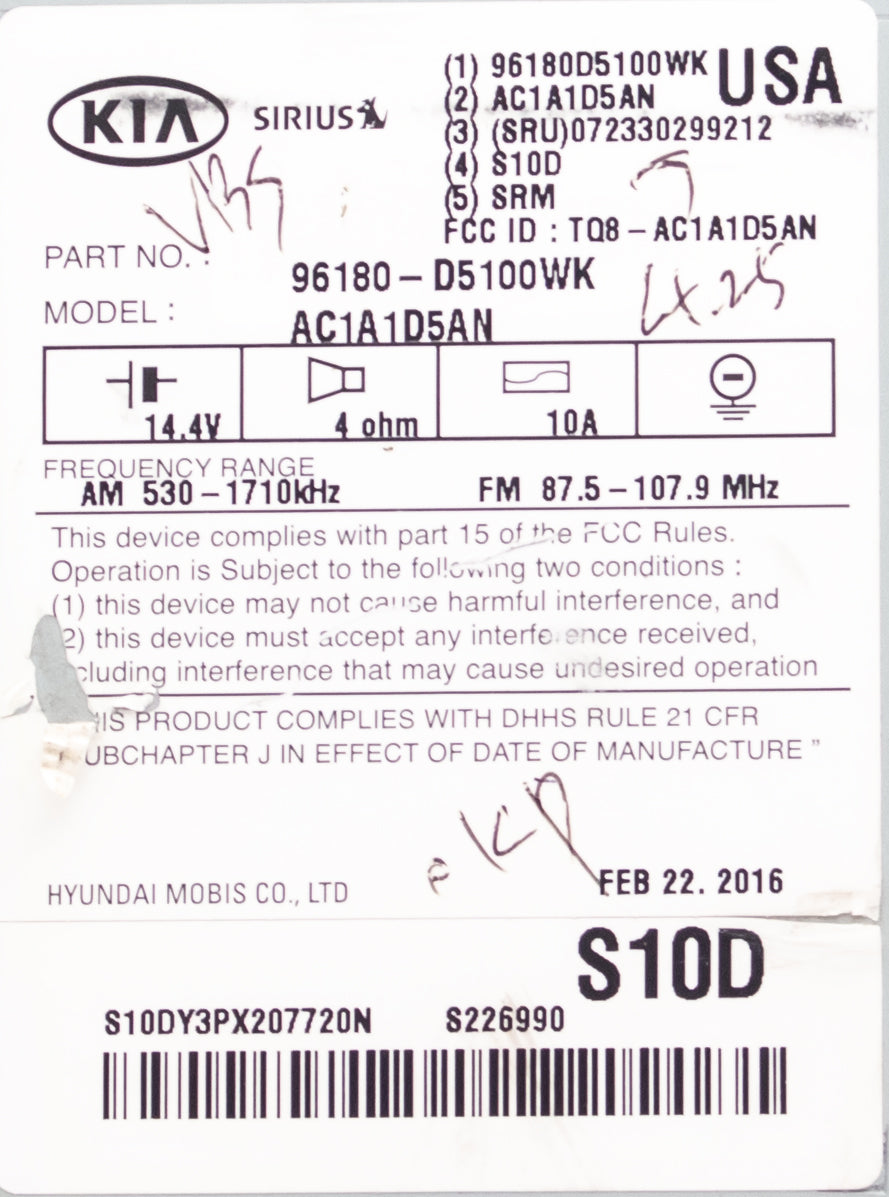 KIA SIRIUS
(1) 96180D5100WK USA
(2) AC1A1D5AN
(3) (SRU)072330299212
(4) S10D
(5) SRM
FCC ID : TQ8-AC1A1D5AN
PART NO. : 96180-D5100WK
MODEL : AC1A1D5AN
4.25
14.4V 4 ohm 10A
FREQUENCY RANGE
AM 530-1710kHz FM 87.5-107.9 MHz
This device complies with part 15 of the FCC Rules.
Operation is Subject to the following two conditions :
(1) this device may not cause harmful interference, and
2) this device must accept any interference received,
cluding interference that may cause undesired operation
IS PRODUCT COMPLIES WITH DHHS RULE 21 CFR
UBCHAPTER J IN EFFECT OF DATE OF MANUFACTURE "
HYUNDAI MOBIS CO., LTD FEB 22. 2016
S10D
S10DY3PX207720N S226990